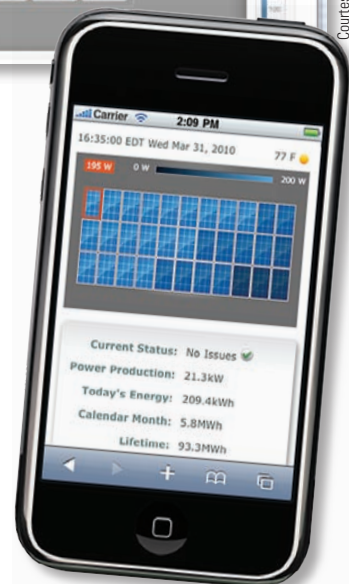 Courtes
Carrier 2:09 PM
16:35:00 EDT Wed Mar 31, 2010 77 F
195 W 0 W 200 W
Current Status: No Issues
Power Production: 21.3kW
Today's Energy: 209.4kWh
Calendar Month: 5.8MWh
Lifetime: 93.3MWh